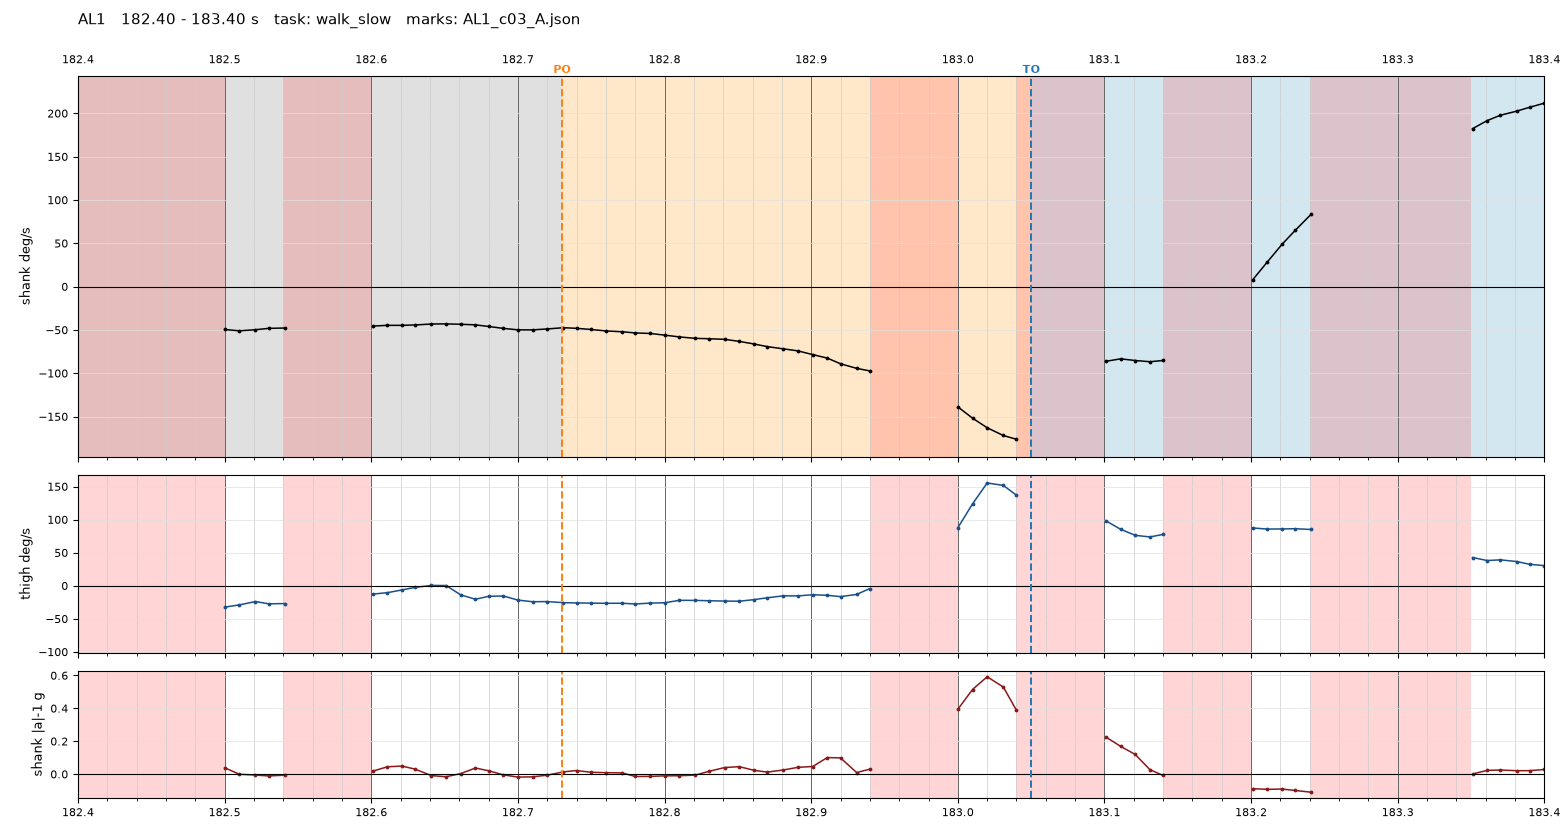 AL1 182.40 - 183.40 s task: walk_slow marks: AL1_c03_A.json
182.4 182.5 182.6 182.7 182.8 182.9 183.0 183.1 183.2 183.3 183.4
PO TO
200
150
100
50
0
−50
−100
−150
shank deg/s
150
100
50
0
−50
−100
thigh deg/s
0.6
0.4
0.2
0.0
shank |a|-1 g
182.4 182.5 182.6 182.7 182.8 182.9 183.0 183.1 183.2 183.3 183.4